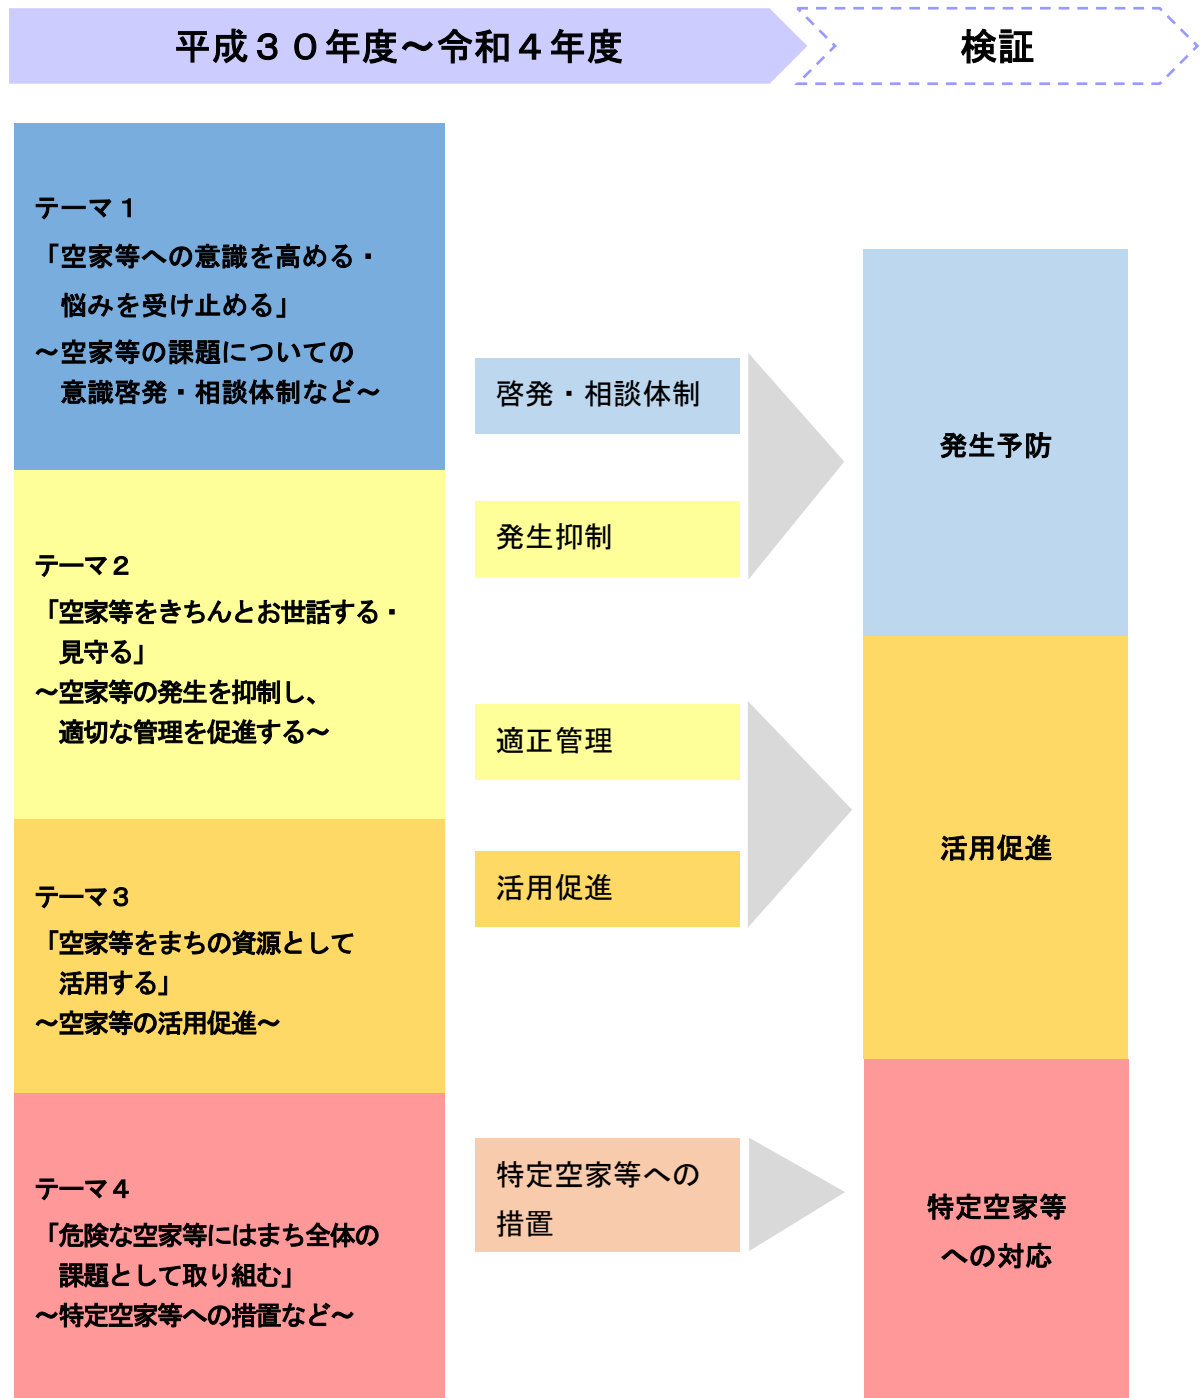 平成３０年度～令和４年度
検証
テーマ１
「空家等への意識を高める・
悩みを受け止める」
～空家等の課題についての
意識啓発・相談体制など～
テーマ２
「空家等をきちんとお世話する・
見守る」
～空家等の発生を抑制し、
適切な管理を促進する～
テーマ３
「空家等をまちの資源として
活用する」
～空家等の活用促進～
テーマ４
「危険な空家等にはまち全体の
課題として取り組む」
～特定空家等への措置など～
啓発・相談体制
発生抑制
適正管理
活用促進
特定空家等への
措置
発生予防
活用促進
特定空家等
への対応